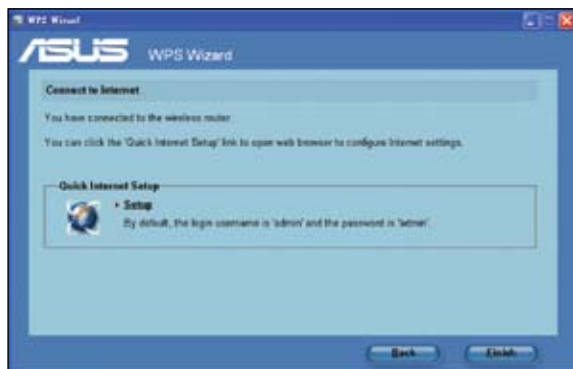 WPS Wizard
ASUS WPS Wizard
Connect to Internet
You have connected to the wireless router.
You can click the 'Quick Internet Setup' link to open web browser to configure Internet settings.
Quick Internet Setup
• Setup
By default, the login username is 'admin' and the password is 'admin'.
Back
Finish